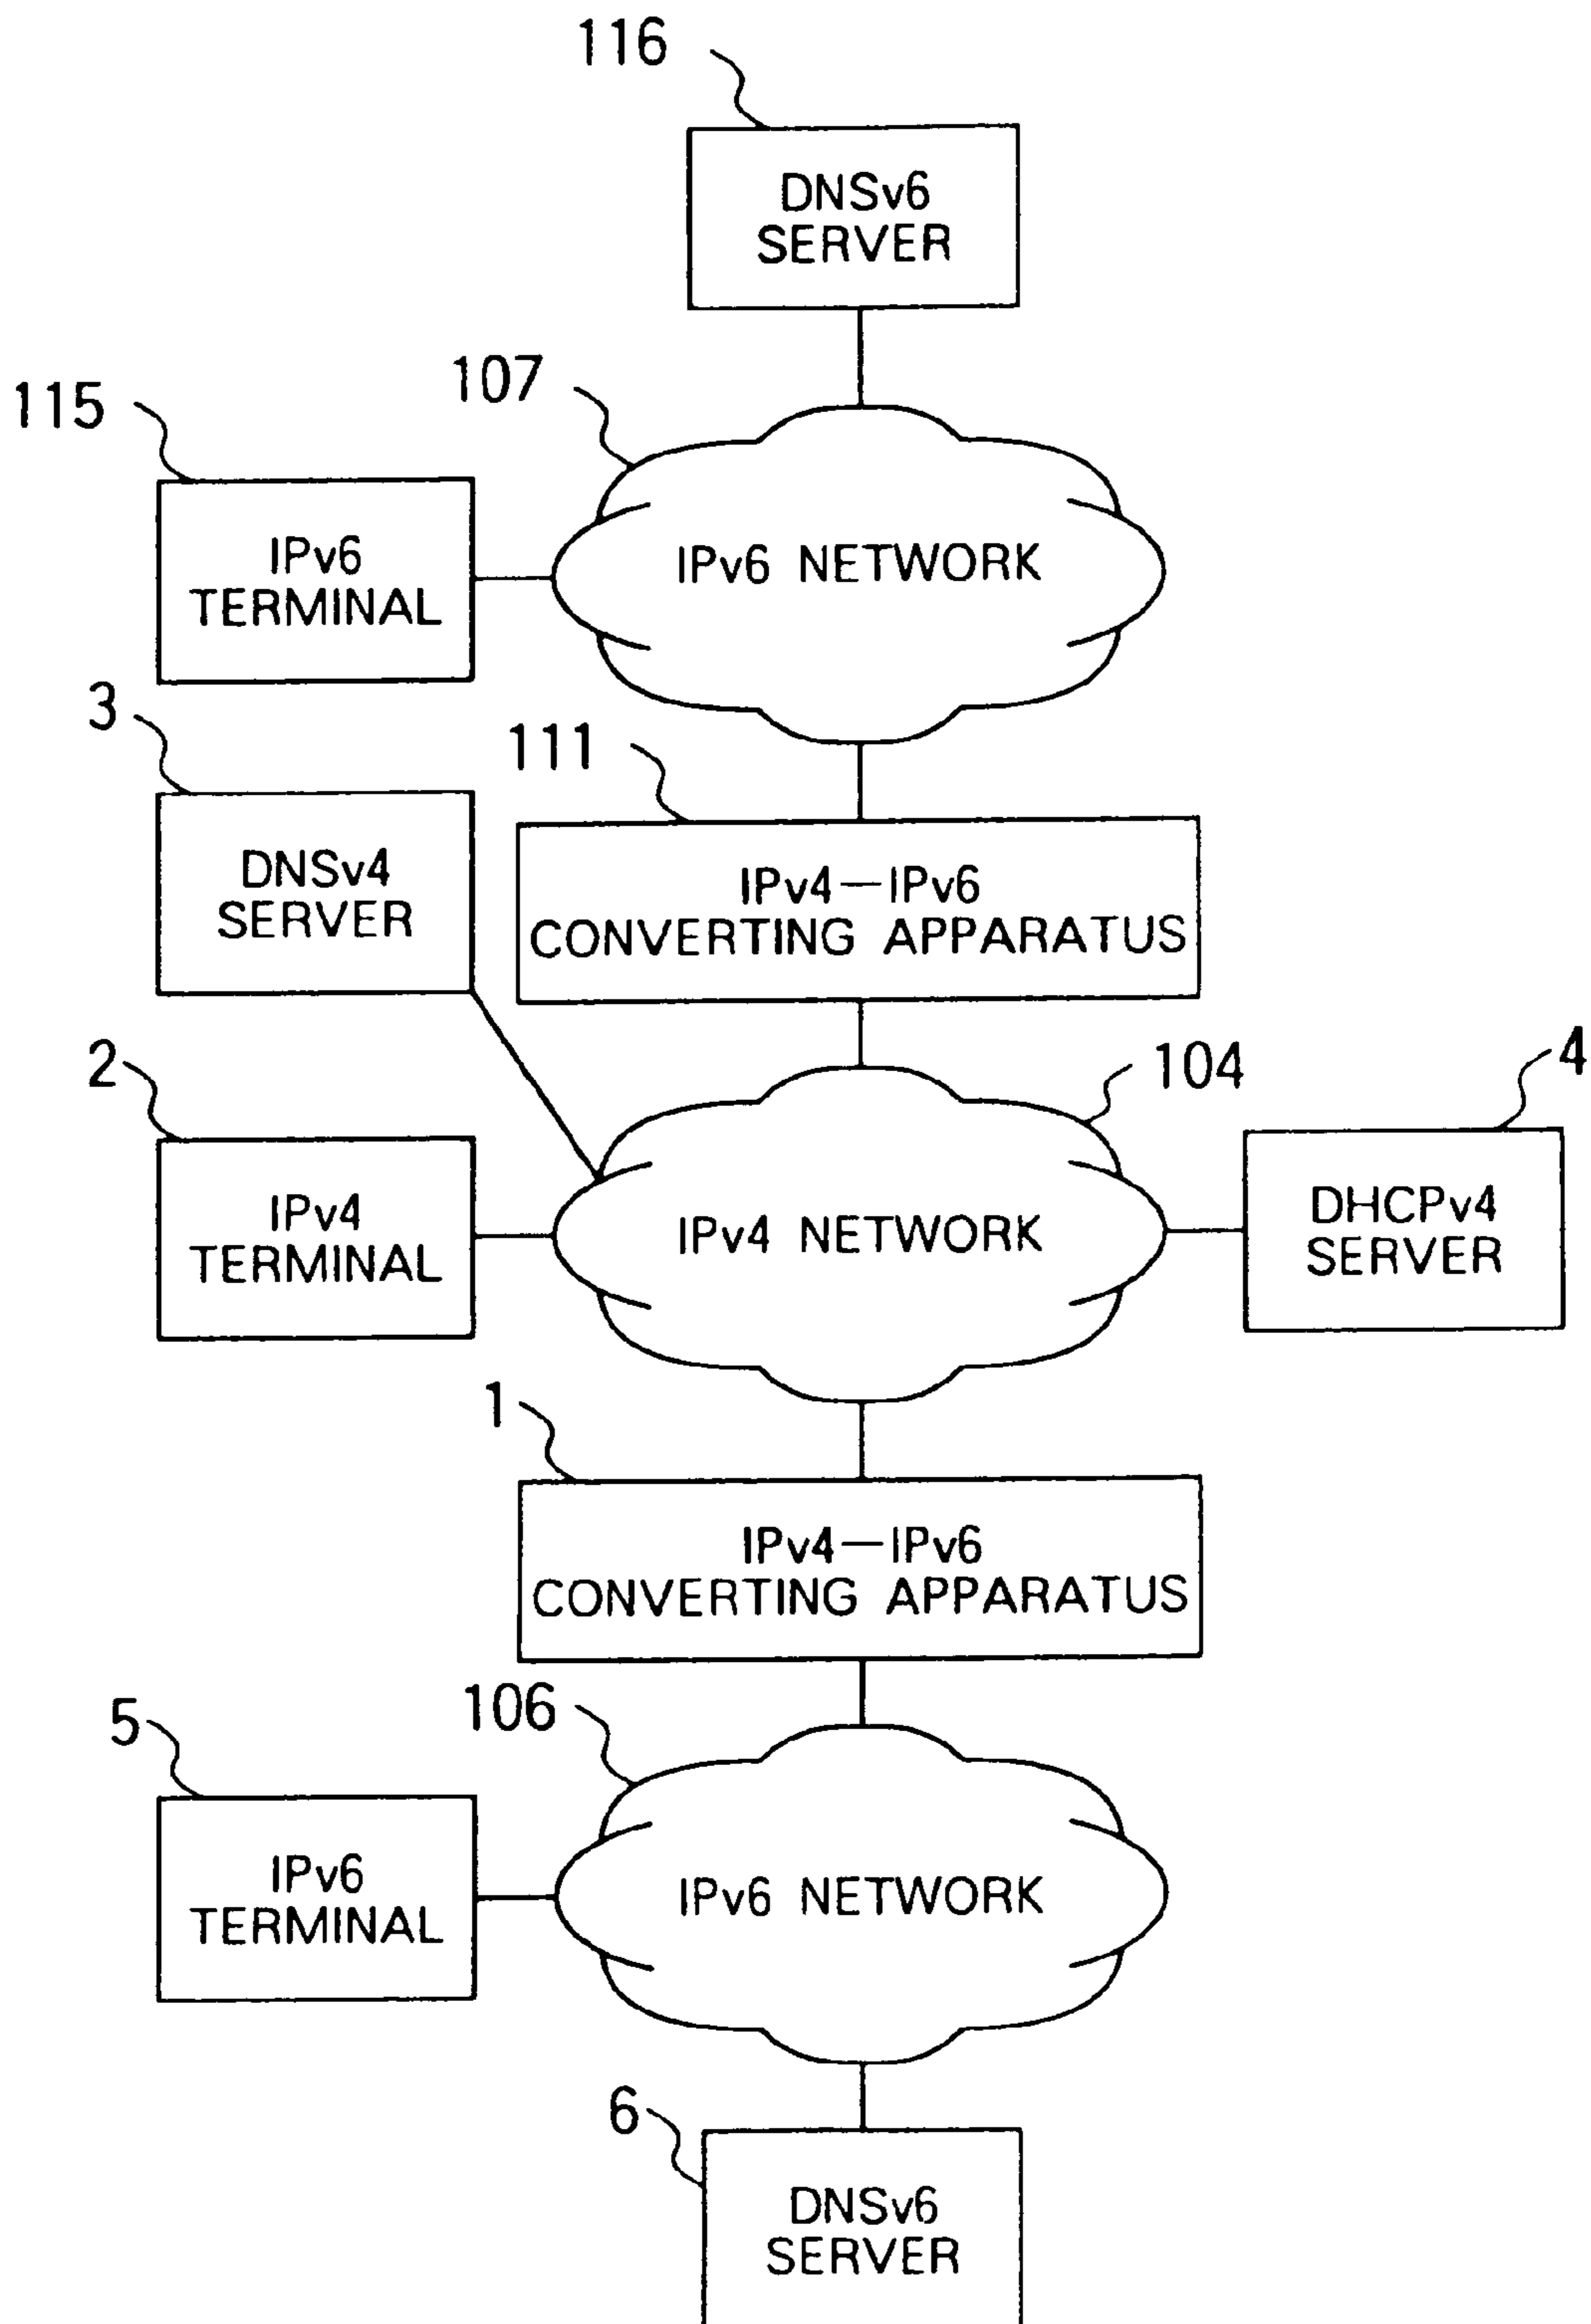 116
DNSv6
SERVER
107
115
IPv6
TERMINAL
IPv6 NETWORK
3
111
DNSv4
SERVER
IPv4—IPv6
CONVERTING APPARATUS
2
104
4
IPv4
TERMINAL
IPv4 NETWORK
DHCPv4
SERVER
1
IPv4—IPv6
CONVERTING APPARATUS
5
106
IPv6
TERMINAL
IPv6 NETWORK
6
DNSv6
SERVER